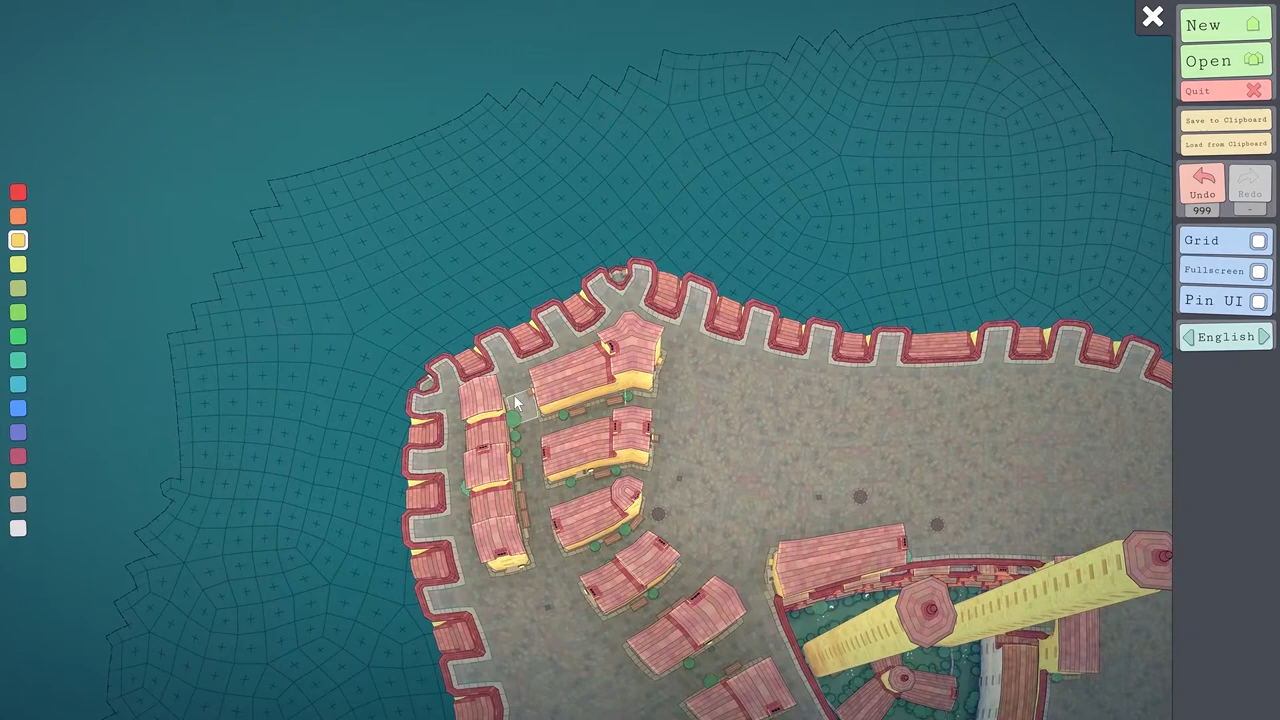 New
Open
Quit
Save to Clipboard
Load from Clipboard
Undo
Redo
999
-
Grid
Fullscreen
Pin UI
English